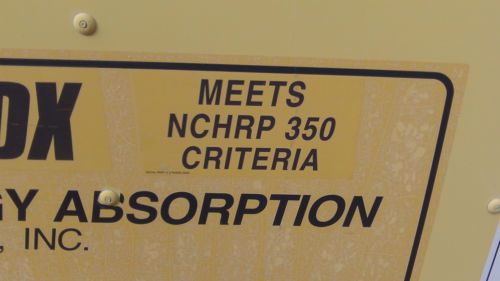 DX
MEETS
NCHRP 350
CRITERIA
GY ABSORPTION
, INC.